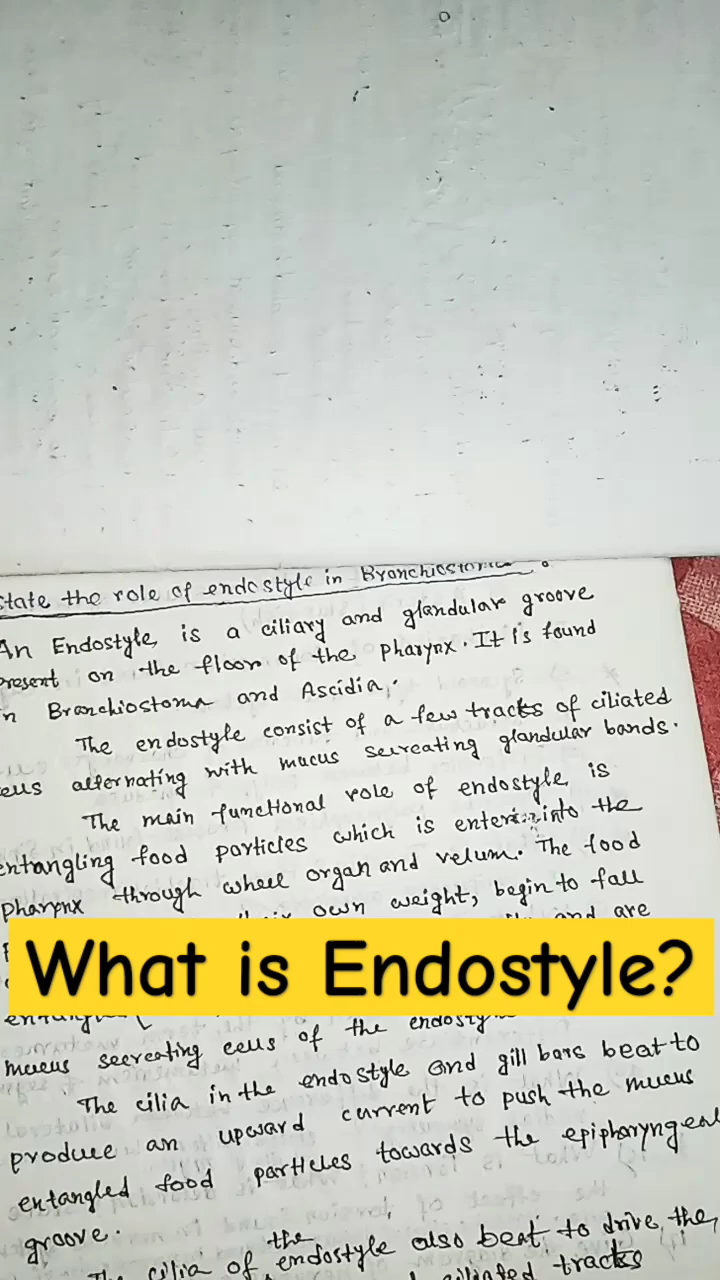 state the role of endostyle in Branchiostoma
An Endostyle, is a ciliary and glandular groove
present on the floor of the pharynx. It is found
in Branchiostoma and Ascidia.
The endostyle consist of a few tracts of ciliated
cells alternating with mucus secreating glandular bands.
The main functional role of endostyle, is
entangling food particles which is enter into the
Pharynx through wheel organ and velum. The food
own weight, begin to fall
and are
What is Endostyle?
mucus secreating cells of the
The cilia in the endostyle and gill bars beat to
produce an upward current to push the mucus
entangled food particles towards the epipharyngeal
groove.
cilia of the endostyle also beat to drive, the,
ciliated tracts